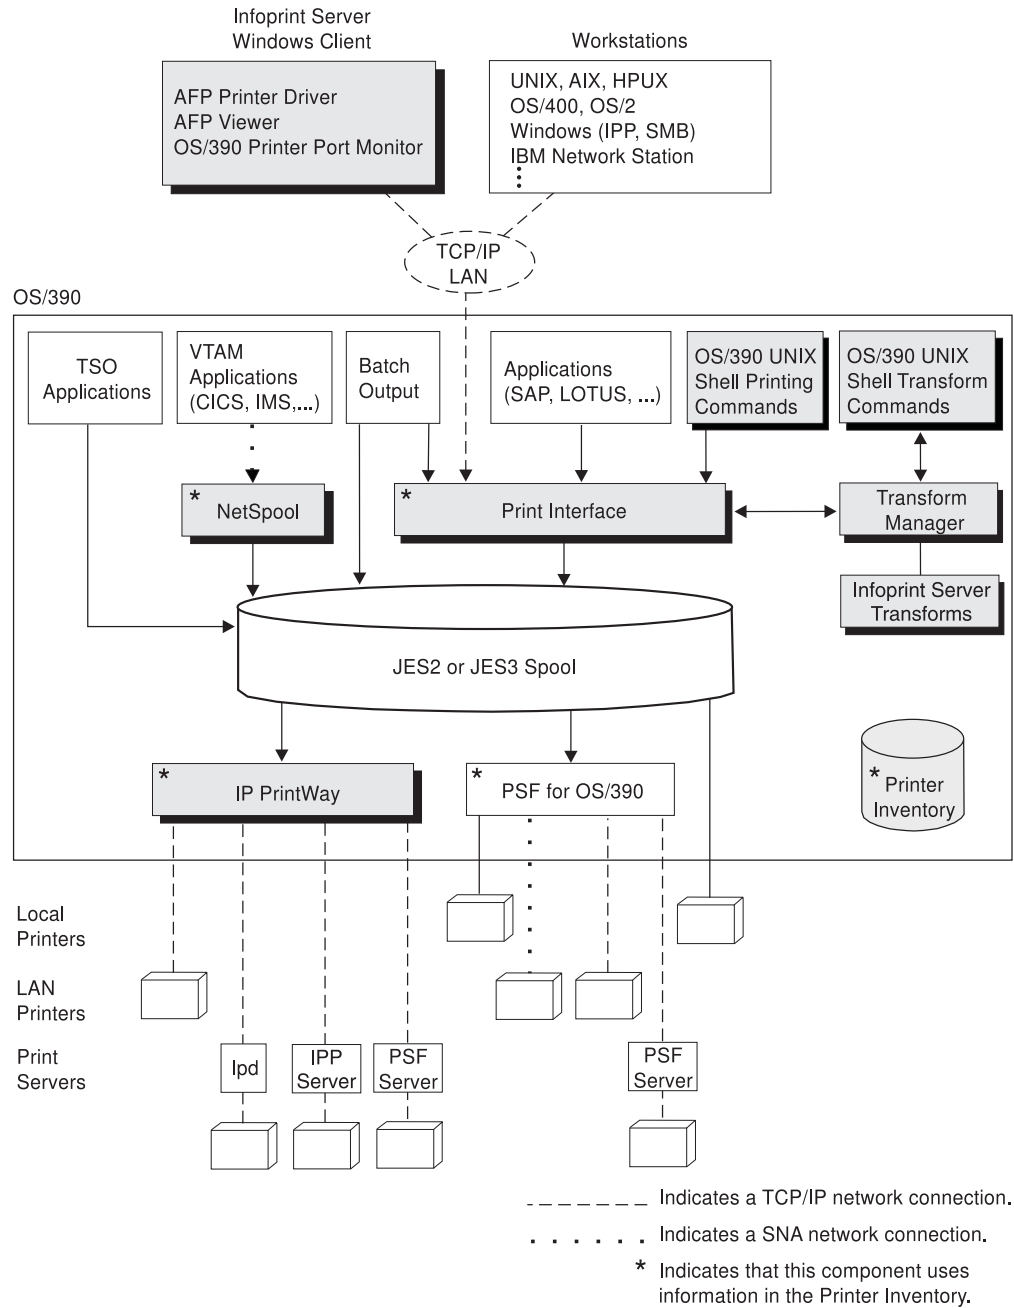 Infoprint Server
Windows Client
Workstations
AFP Printer Driver
AFP Viewer
OS/390 Printer Port Monitor
UNIX, AIX, HPUX
OS/400, OS/2
Windows (IPP, SMB)
IBM Network Station
TCP/IP
LAN
OS/390
TSO
Applications
VTAM
Applications
(CICS, IMS,...)
Batch
Output
Applications
(SAP, LOTUS, ...)
OS/390 UNIX
Shell Printing
Commands
OS/390 UNIX
Shell Transform
Commands
* NetSpool
* Print Interface
Transform
Manager
Infoprint Server
Transforms
JES2 or JES3 Spool
* IP PrintWay
* PSF for OS/390
* Printer
Inventory
Local
Printers
LAN
Printers
Print
Servers
lpd
IPP
Server
PSF
Server
PSF
Server
Indicates a TCP/IP network connection.
Indicates a SNA network connection.
* Indicates that this component uses
information in the Printer Inventory.